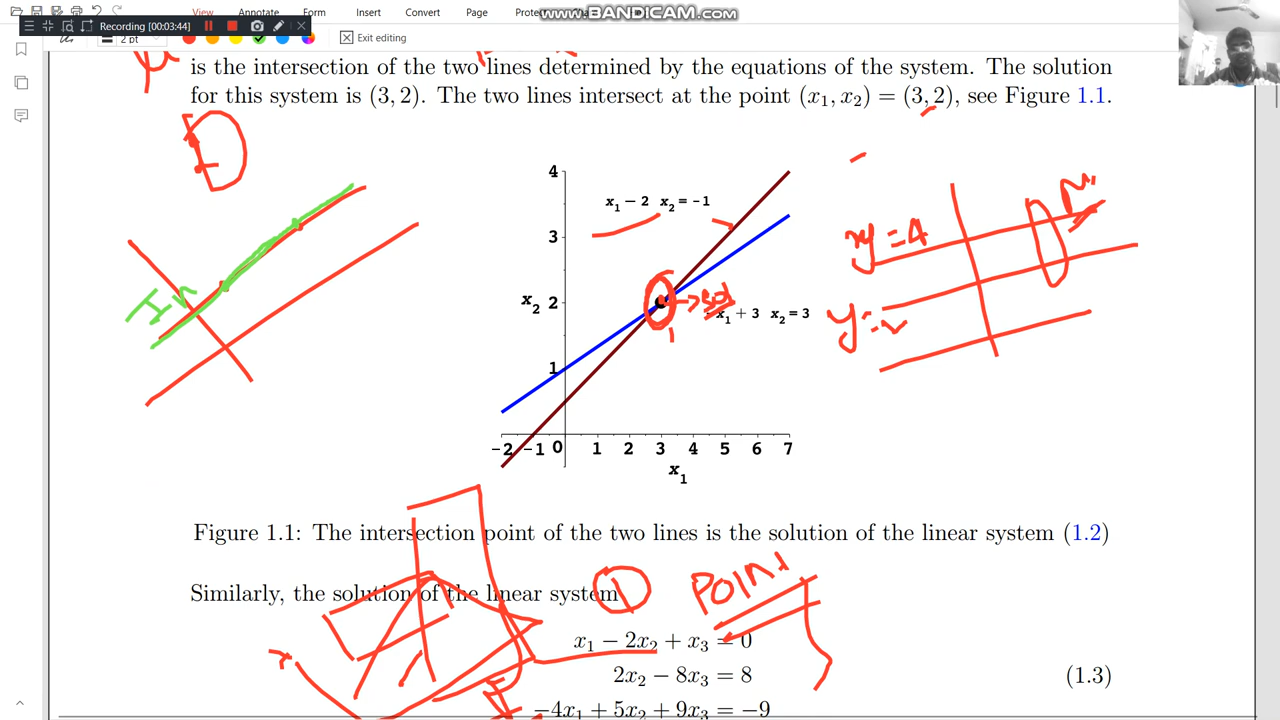 www.BANDICAM.com
Recording [00:03:44]
View Annotate Home Insert Convert Page
2 pt Exit editing
is the intersection of the two lines determined by the equations of the system. The solution
for this system is (3, 2). The two lines intersect at the point (x₁, x₂) = (3, 2), see Figure 1.1.
D
4
x₁ − 2 x₂ = −1
3
xy = 4
In
x₂ 2
sol
x₁ + 3 x₂ = 3
y =
1
−2 −1 0 1 2 3 4 5 6 7
x₁
Figure 1.1: The intersection point of the two lines is the solution of the linear system (1.2)
Similarly, the solution of the linear system
1
POINT
x₁ − 2x₂ + x₃ = 0
2x₂ − 8x₃ = 8
(1.3)
−4x₁ + 5x₂ + 9x₃ = −9